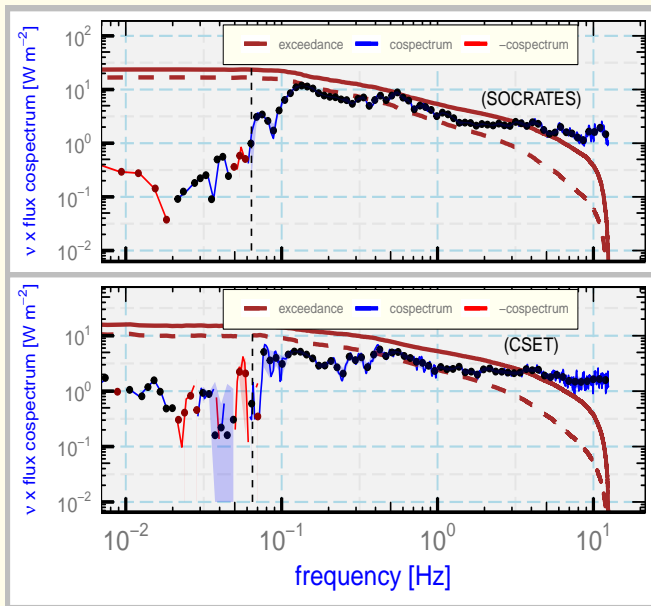 ν x flux cospectrum [W m⁻²]
10²
10¹
10⁰
10⁻¹
10⁻²
exceedance cospectrum −cospectrum
(SOCRATES)
ν x flux cospectrum [W m⁻²]
10¹
10⁰
10⁻¹
10⁻²
exceedance cospectrum −cospectrum
(CSET)
10⁻² 10⁻¹ 10⁰ 10¹
frequency [Hz]